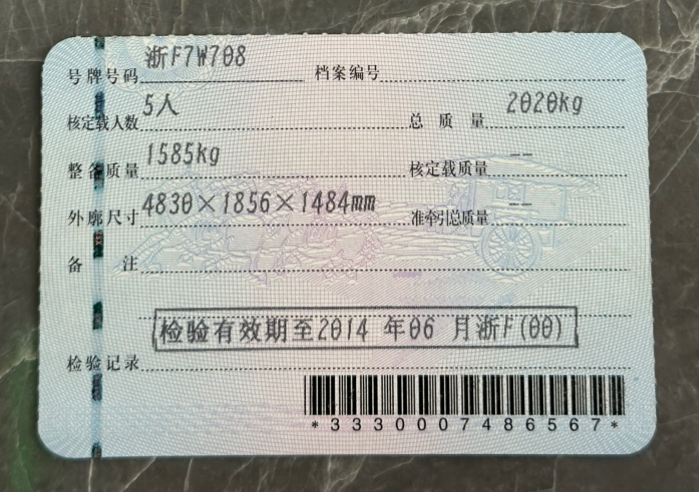 号牌号码 浙F7W708 档案编号
核定载人数 5人 总质量 2020kg
整备质量 1585kg 核定载质量 --
外廓尺寸 4830×1856×1484mm 准牵引总质量 --
备注
检验有效期至2014 年06 月浙F(00)
检验记录
*3330007486567*